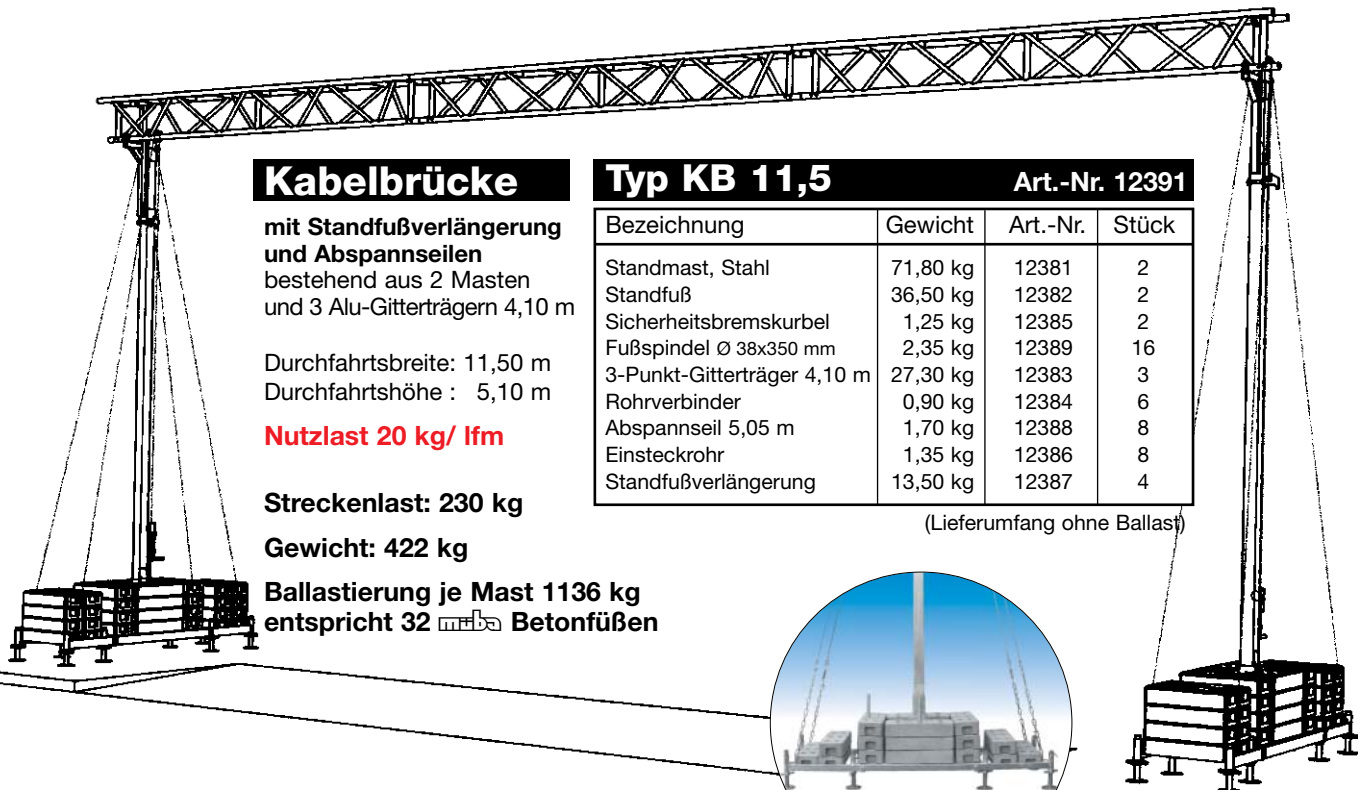 Kabelbrücke
mit Standfußverlängerung
und Abspannseilen
bestehend aus 2 Masten
und 3 Alu-Gitterträgern 4,10 m
Durchfahrtsbreite: 11,50 m
Durchfahrtshöhe : 5,10 m
Nutzlast 20 kg/ lfm
Streckenlast: 230 kg
Gewicht: 422 kg
Ballastierung je Mast 1136 kg
entspricht 32 Betonfüßen
Typ KB 11,5 Art.-Nr. 12391
Bezeichnung Gewicht Art.-Nr. Stück
Standmast, Stahl 71,80 kg 12381 2
Standfuß 36,50 kg 12382 2
Sicherheitsbremskurbel 1,25 kg 12385 2
Fußspindel Ø 38x350 mm 2,35 kg 12389 16
3-Punkt-Gitterträger 4,10 m 27,30 kg 12383 3
Rohrverbinder 0,90 kg 12384 6
Abspannseil 5,05 m 1,70 kg 12388 8
Einsteckrohr 1,35 kg 12386 8
Standfußverlängerung 13,50 kg 12387 4
(Lieferumfang ohne Ballast)